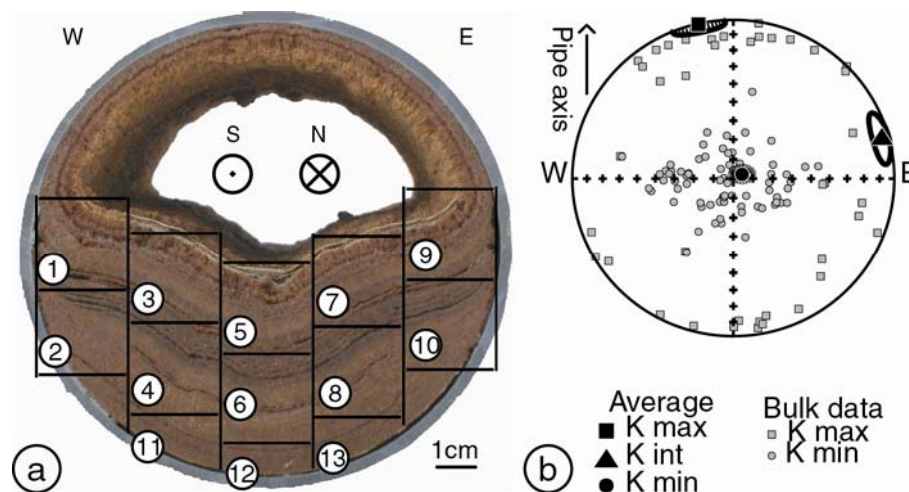 W E
S N
1
9
3 7
5
2 10
4 6 8
11 12 13
1cm
a
Pipe axis
W E
Average
K max
K int
K min
Bulk data
K max
K min
b